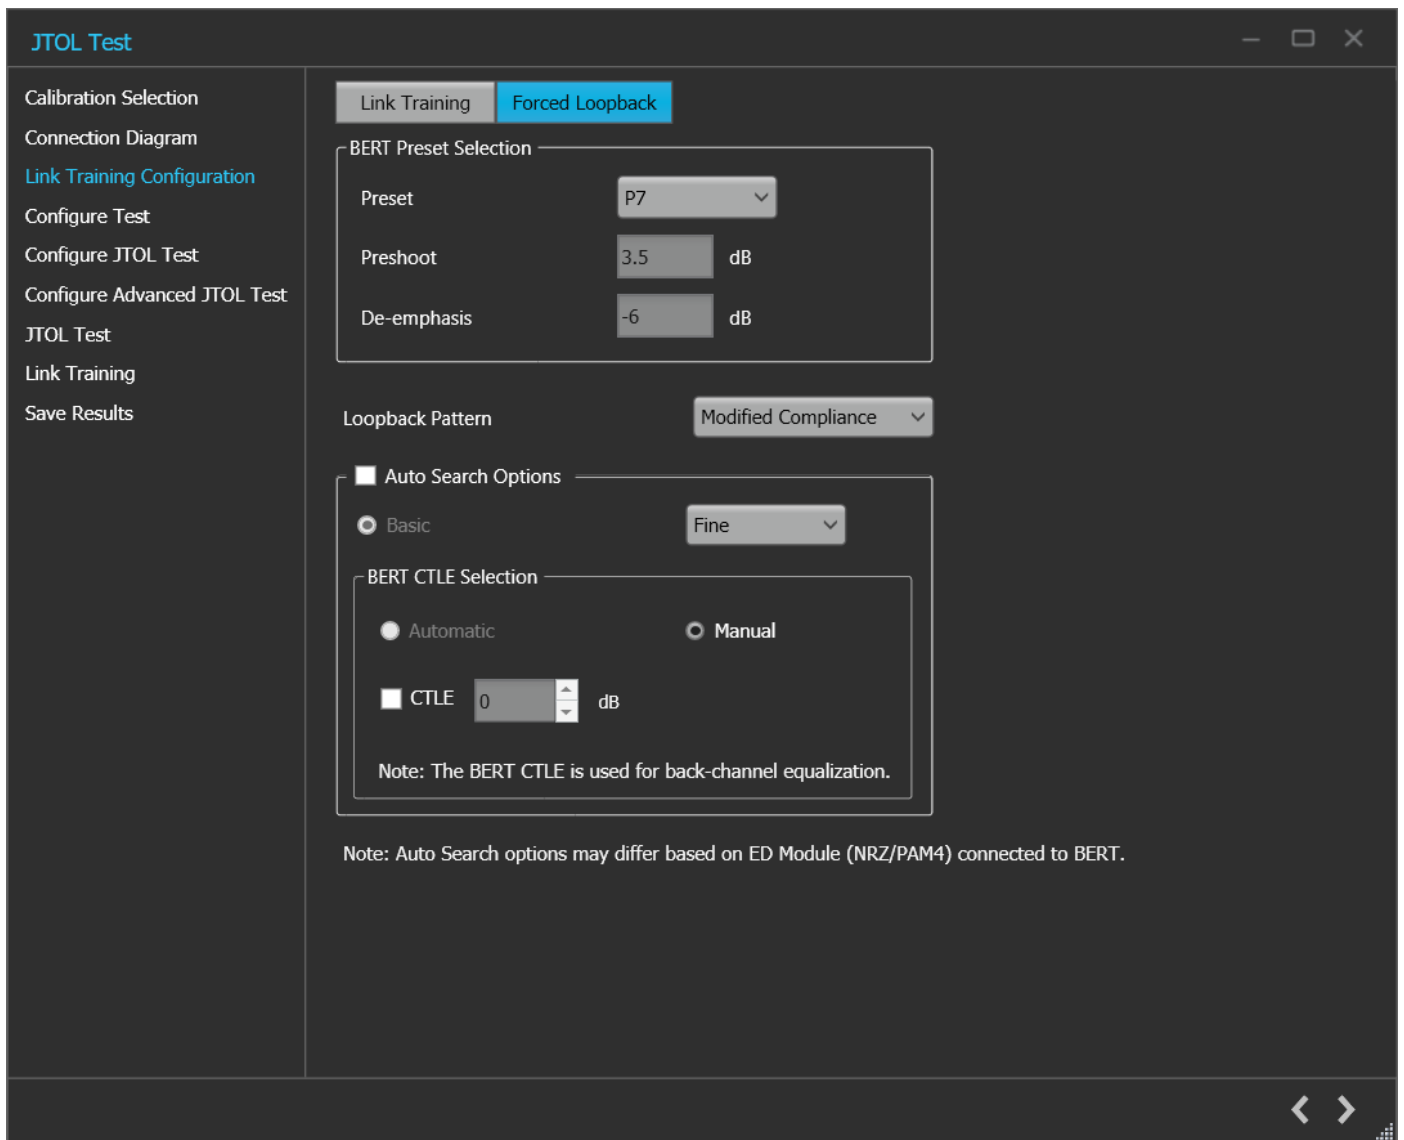 JTOL Test
Calibration Selection
Connection Diagram
Link Training Configuration
Configure Test
Configure JTOL Test
Configure Advanced JTOL Test
JTOL Test
Link Training
Save Results
Link Training Forced Loopback
BERT Preset Selection
Preset P7
Preshoot 3.5 dB
De-emphasis -6 dB
Loopback Pattern Modified Compliance
Auto Search Options
Basic Fine
BERT CTLE Selection
Automatic Manual
CTLE 0 dB
Note: The BERT CTLE is used for back-channel equalization.
Note: Auto Search options may differ based on ED Module (NRZ/PAM4) connected to BERT.